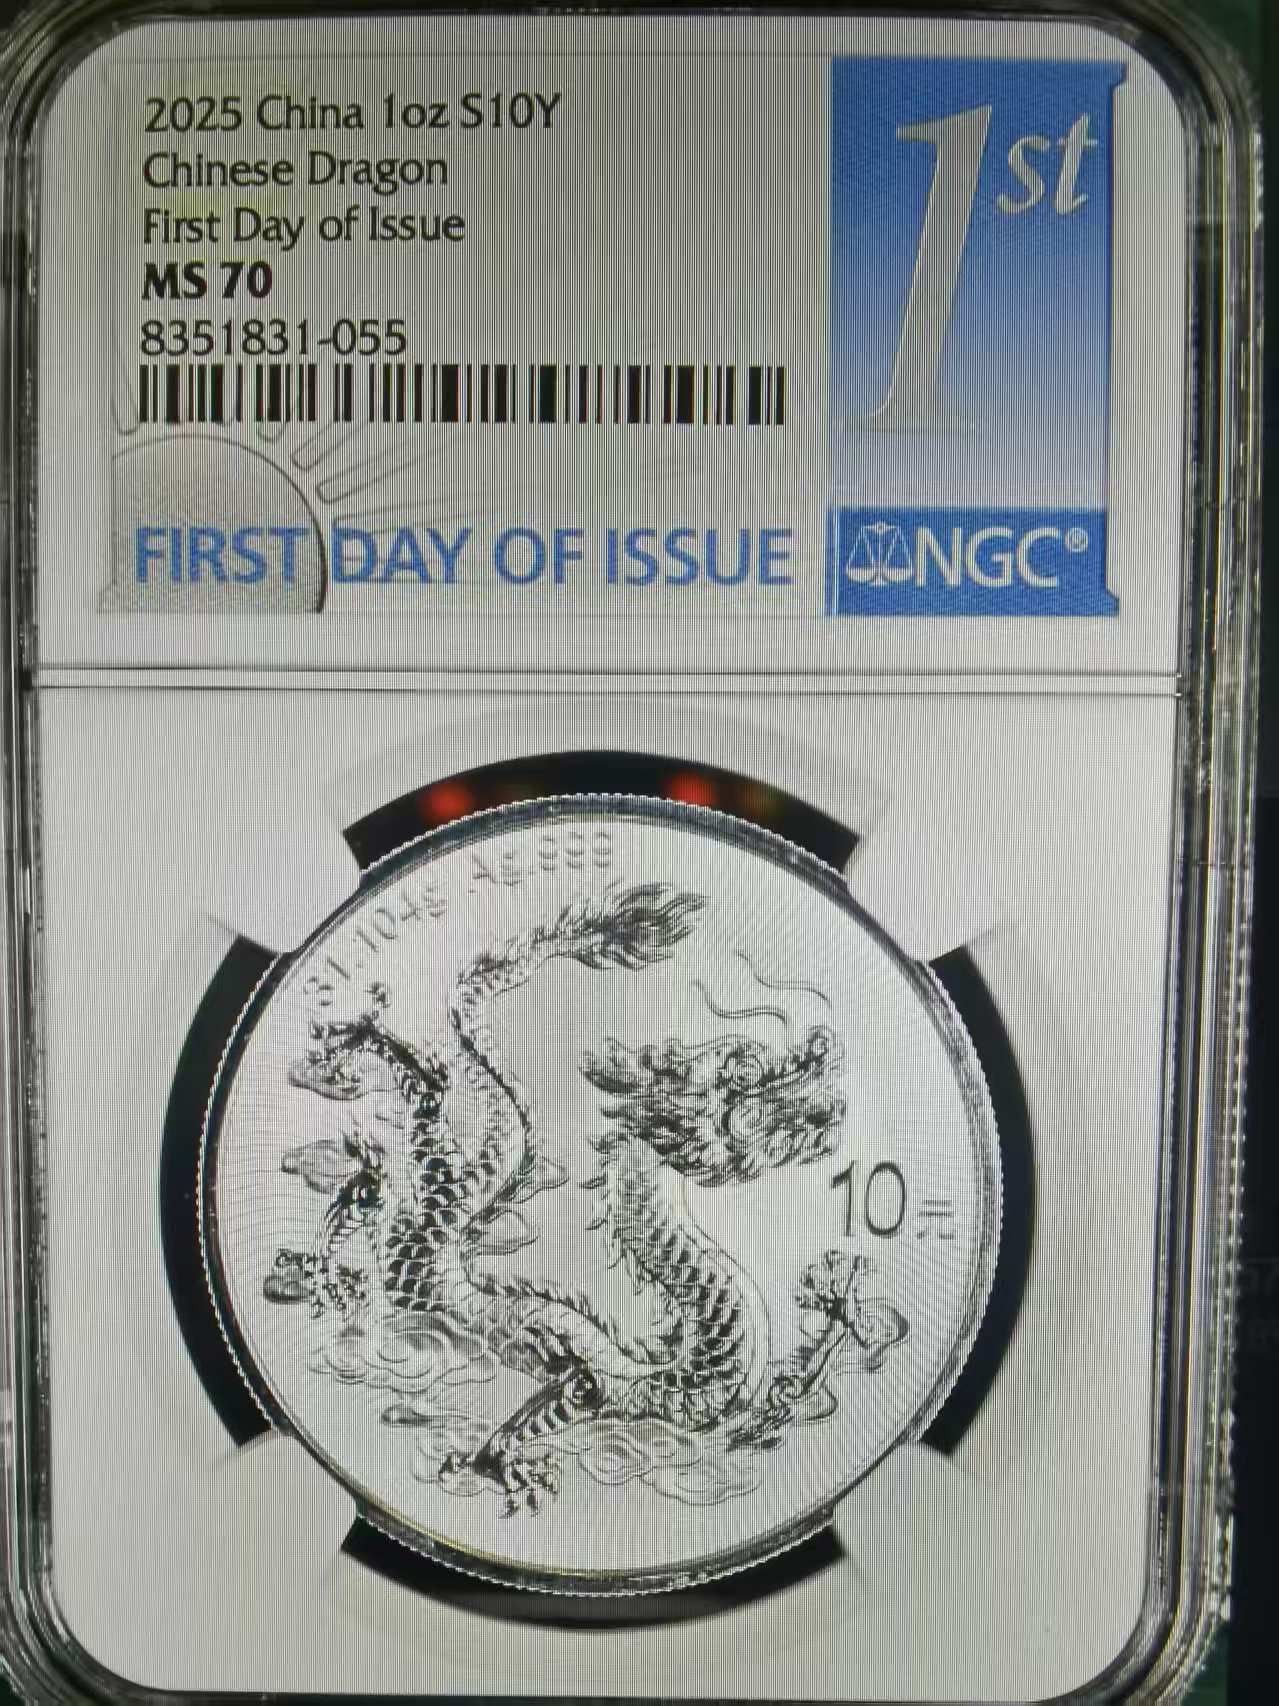 2025 China 1oz S10Y
Chinese Dragon
First Day of Issue
MS 70
8351831-055
1st
FIRST DAY OF ISSUE
NGC®
31.104g Ag.999
10元